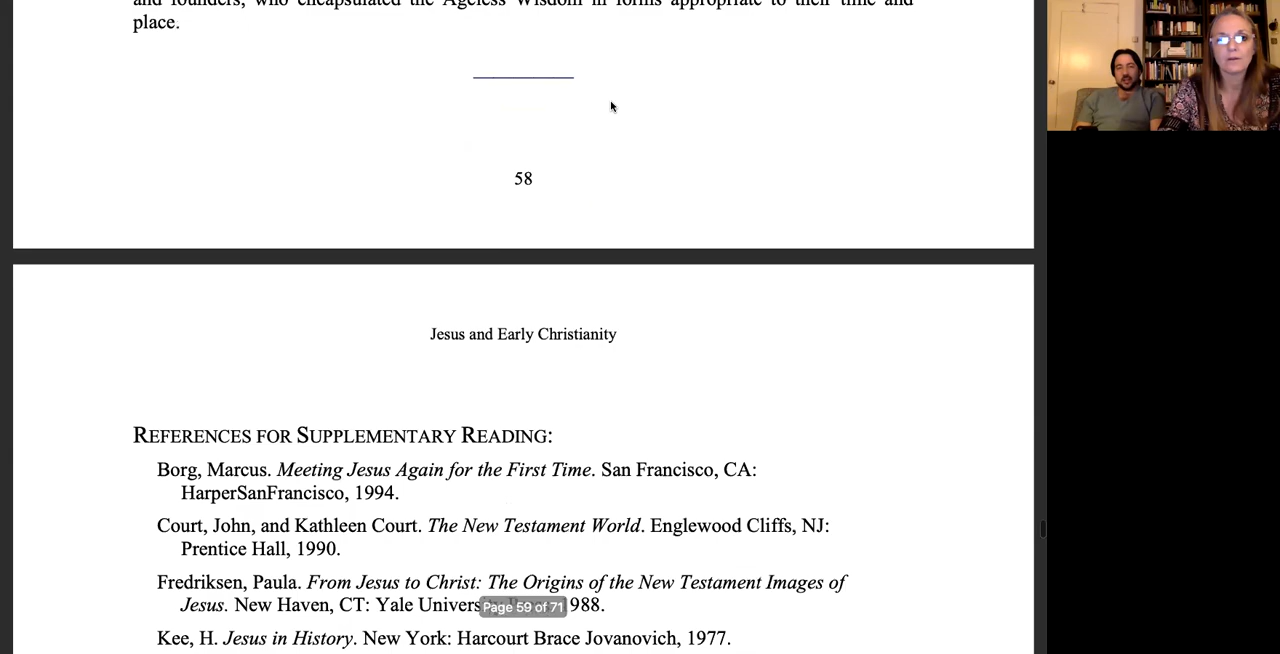 and founders, who encapsulated the Ageless Wisdom in forms appropriate to their time and
place.
58
Jesus and Early Christianity
REFERENCES FOR SUPPLEMENTARY READING:
Borg, Marcus. Meeting Jesus Again for the First Time. San Francisco, CA:
HarperSanFrancisco, 1994.
Court, John, and Kathleen Court. The New Testament World. Englewood Cliffs, NJ:
Prentice Hall, 1990.
Fredriksen, Paula. From Jesus to Christ: The Origins of the New Testament Images of
Jesus. New Haven, CT: Yale 988.
Page 59 of 71
Kee, H. Jesus in History. New York: Harcourt Brace Jovanovich, 1977.